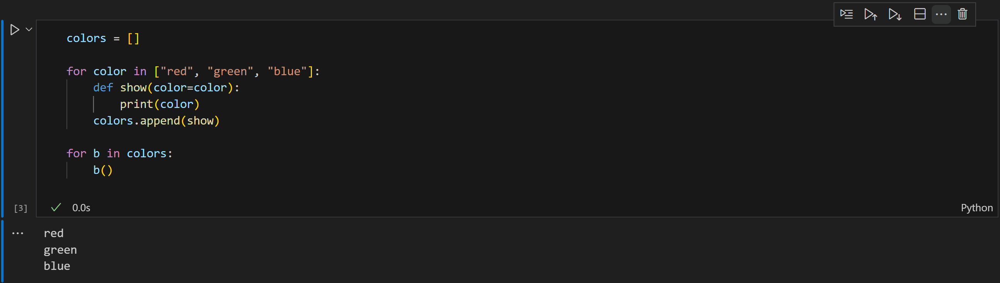 colors = []
for color in ["red", "green", "blue"]:
    def show(color=color):
        print(color)
    colors.append(show)
for b in colors:
    b()
[3]
0.0s
Python
red
green
blue